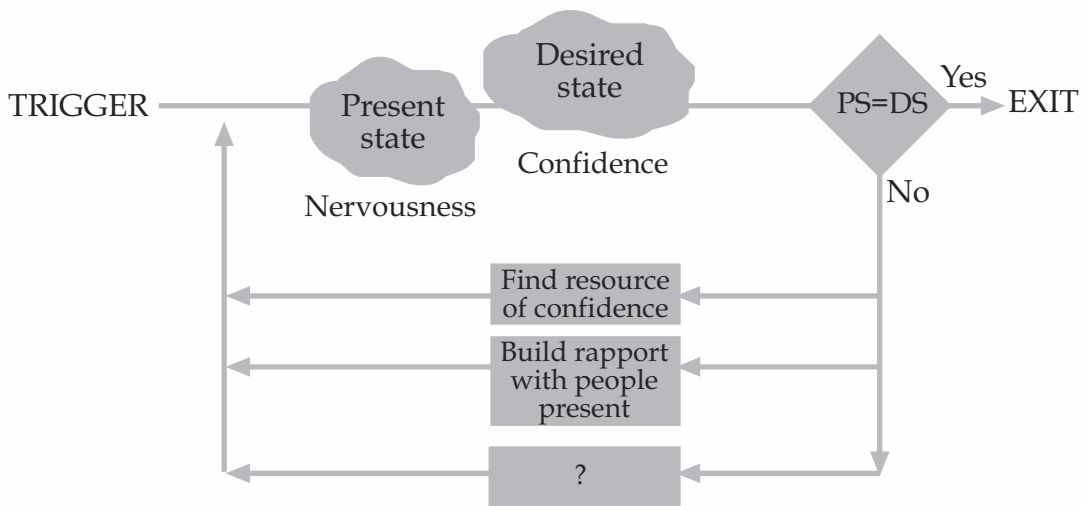 TRIGGER
Present
state
Nervousness
Desired
state
Confidence
PS=DS
Yes
EXIT
No
Find resource
of confidence
Build rapport
with people
present
?